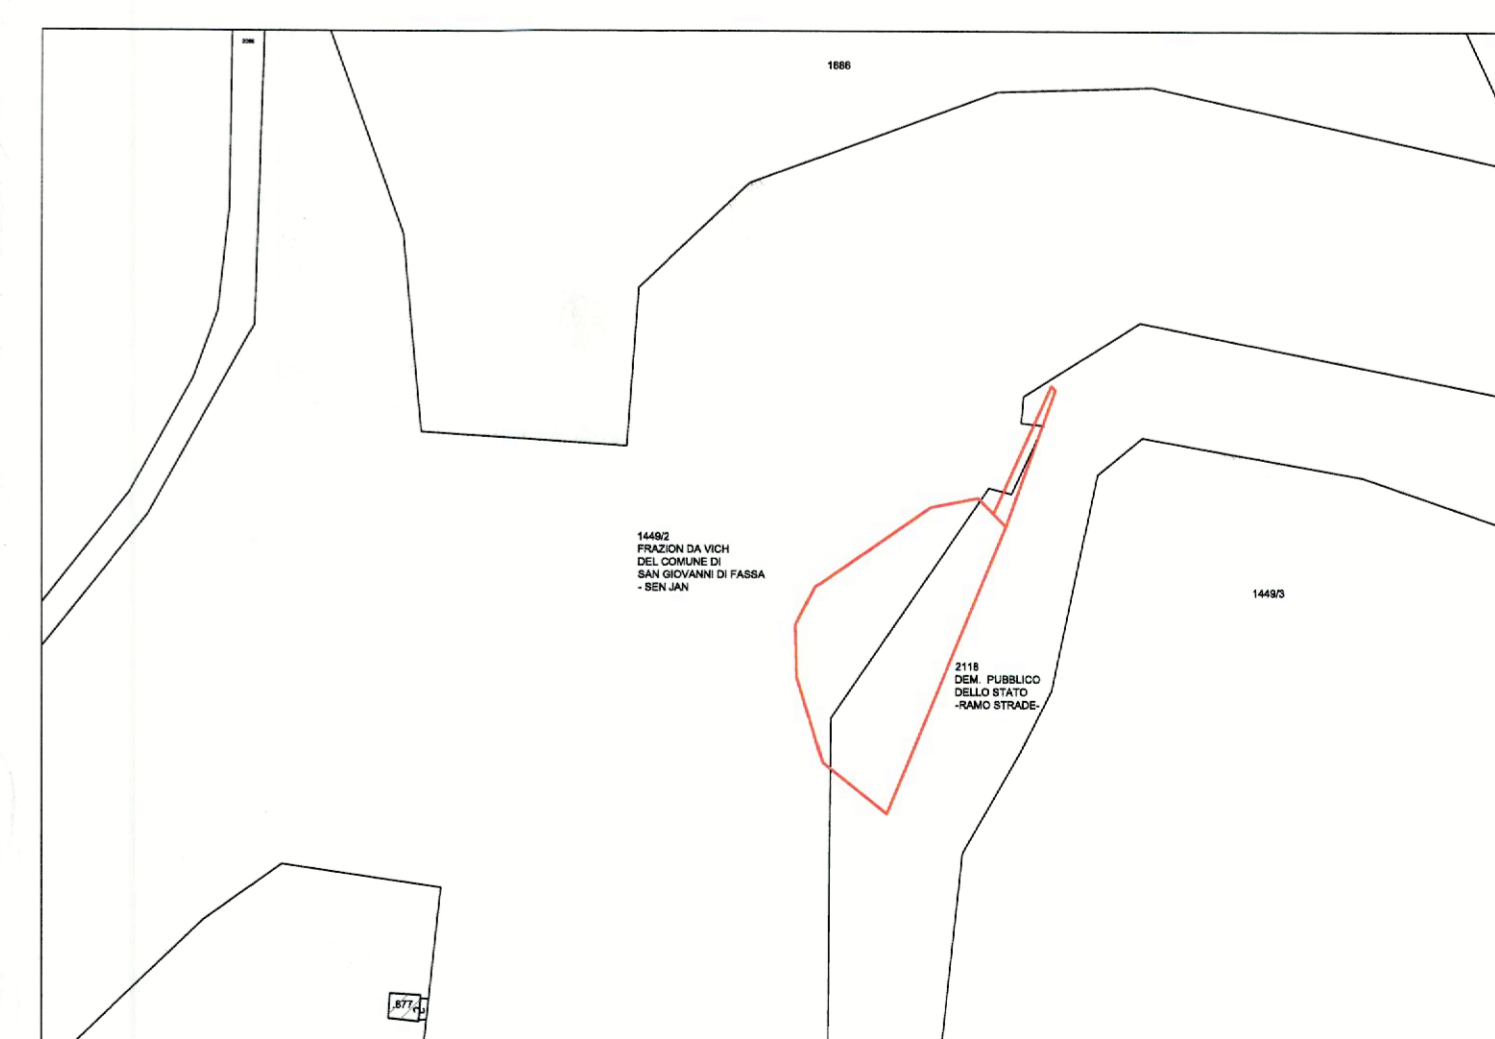 1886
1449/2
FRAZION DA VICH
DEL COMUNE DI
SAN GIOVANNI DI FASSA
- SEN JAN
1449/3
2118
DEM. PUBBLICO
DELLO STATO
-RAMO STRADE-
.877